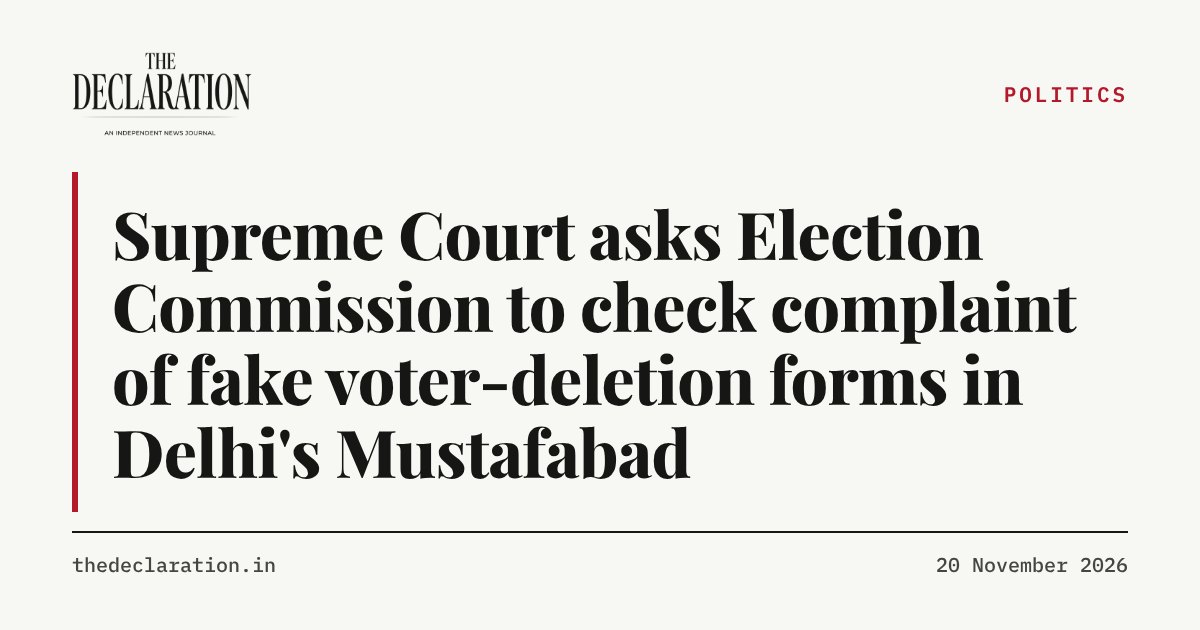 THE
DECLARATION
AN INDEPENDENT NEWS JOURNAL
POLITICS
Supreme Court asks Election
Commission to check complaint
of fake voter-deletion forms in
Delhi's Mustafabad
thedeclaration.in
20 November 2026